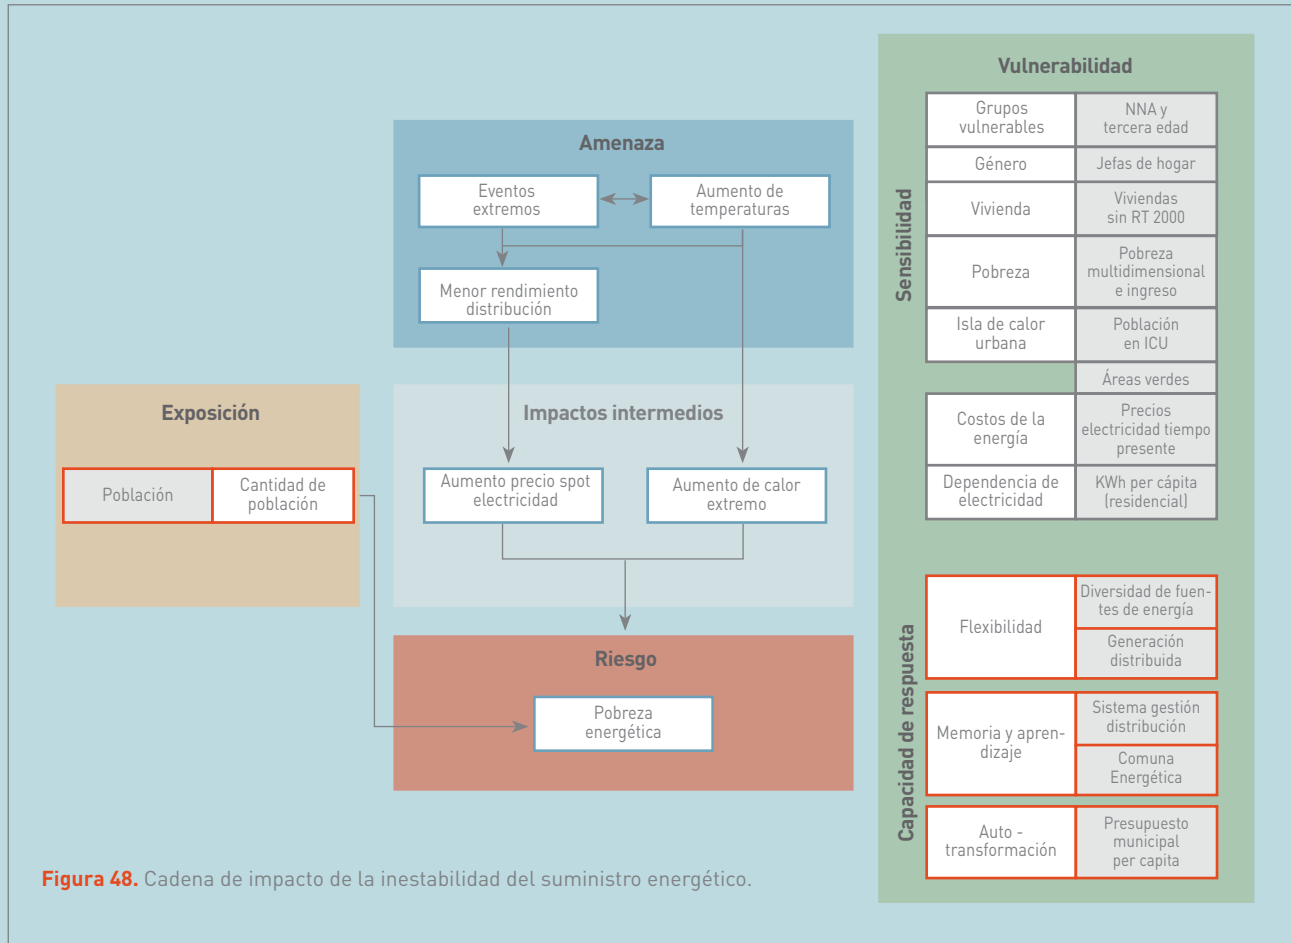 Vulnerabilidad
Sensibilidad
Grupos
vulnerables
NNA y
tercera edad
Género
Jefas de hogar
Vivienda
Viviendas
sin RT 2000
Pobreza
Pobreza
multidimensional
e ingreso
Isla de calor
urbana
Población
en ICU
Áreas verdes
Costos de la
energía
Precios
electricidad tiempo
presente
Dependencia de
electricidad
KWh per cápita
(residencial)
Capacidad de respuesta
Flexibilidad
Diversidad de fuen-
tes de energía
Generación
distribuida
Memoria y apren-
dizaje
Sistema gestión
distribución
Comuna
Energética
Auto -
transformación
Presupuesto
municipal
per capita
Amenaza
Eventos
extremos
Aumento de
temperaturas
Menor rendimiento
distribución
Exposición
Población
Cantidad de
población
Impactos intermedios
Aumento precio spot
electricidad
Aumento de calor
extremo
Riesgo
Pobreza
energética
Figura 48. Cadena de impacto de la inestabilidad del suministro energético.